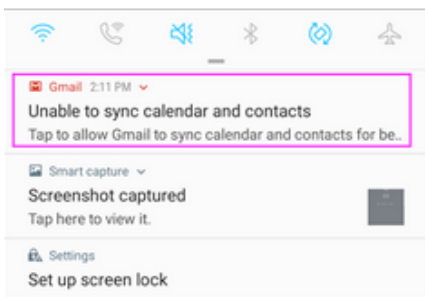 Gmail 2:11 PM
Unable to sync calendar and contacts
Tap to allow Gmail to sync calendar and contacts for be..
Smart capture
Screenshot captured
Tap here to view it.
Settings
Set up screen lock